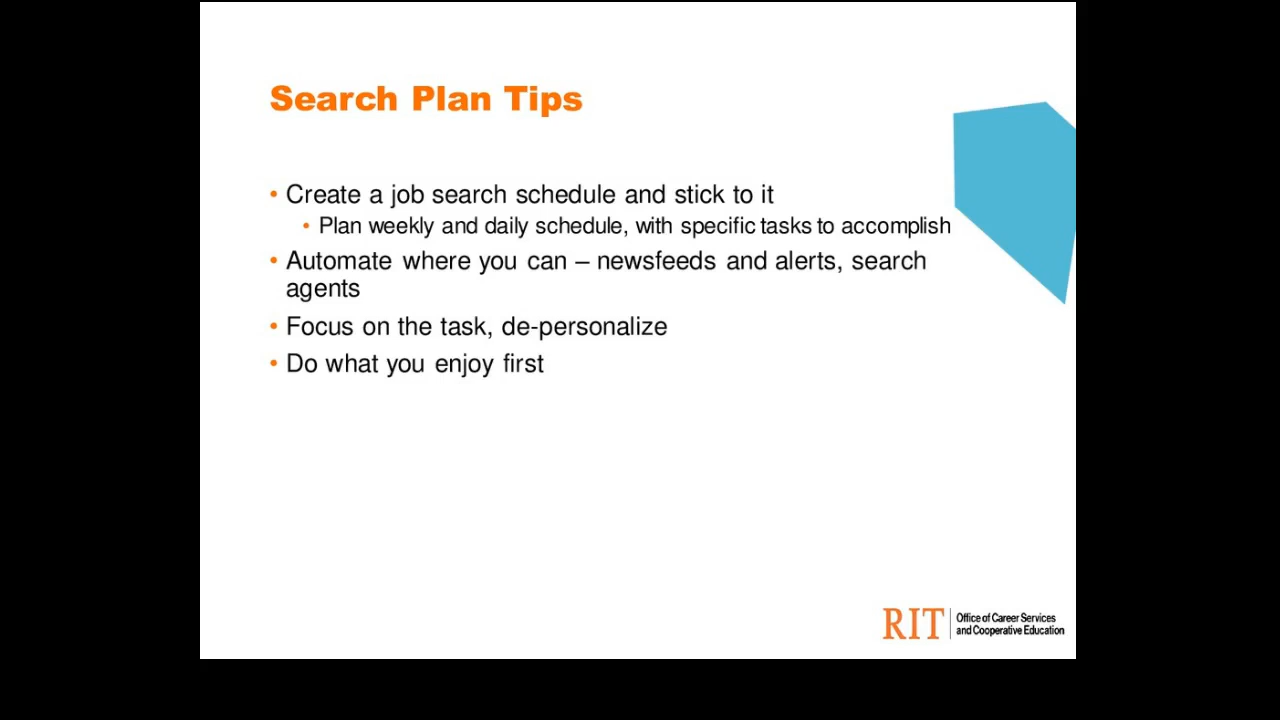 Search Plan Tips
• Create a job search schedule and stick to it
• Plan weekly and daily schedule, with specific tasks to accomplish
• Automate where you can – newsfeeds and alerts, search
agents
• Focus on the task, de-personalize
• Do what you enjoy first
RIT
Office of Career Services
and Cooperative Education